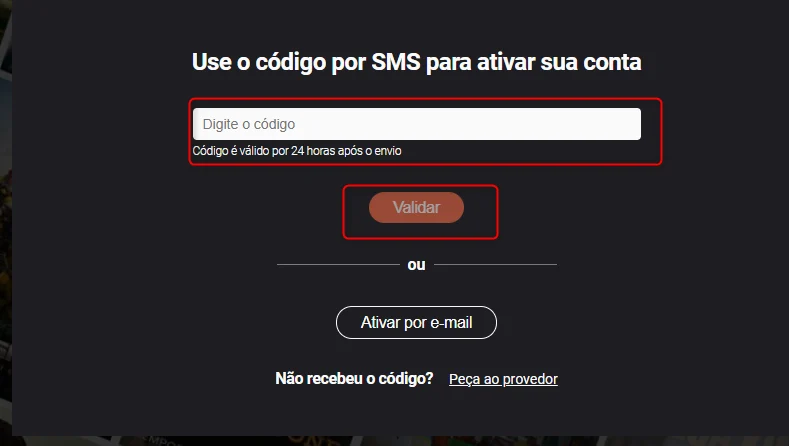 Use o código por SMS para ativar sua conta
Digite o código
Código é válido por 24 horas após o envio
Validar
ou
Ativar por e-mail
Não recebeu o código? Peça ao provedor